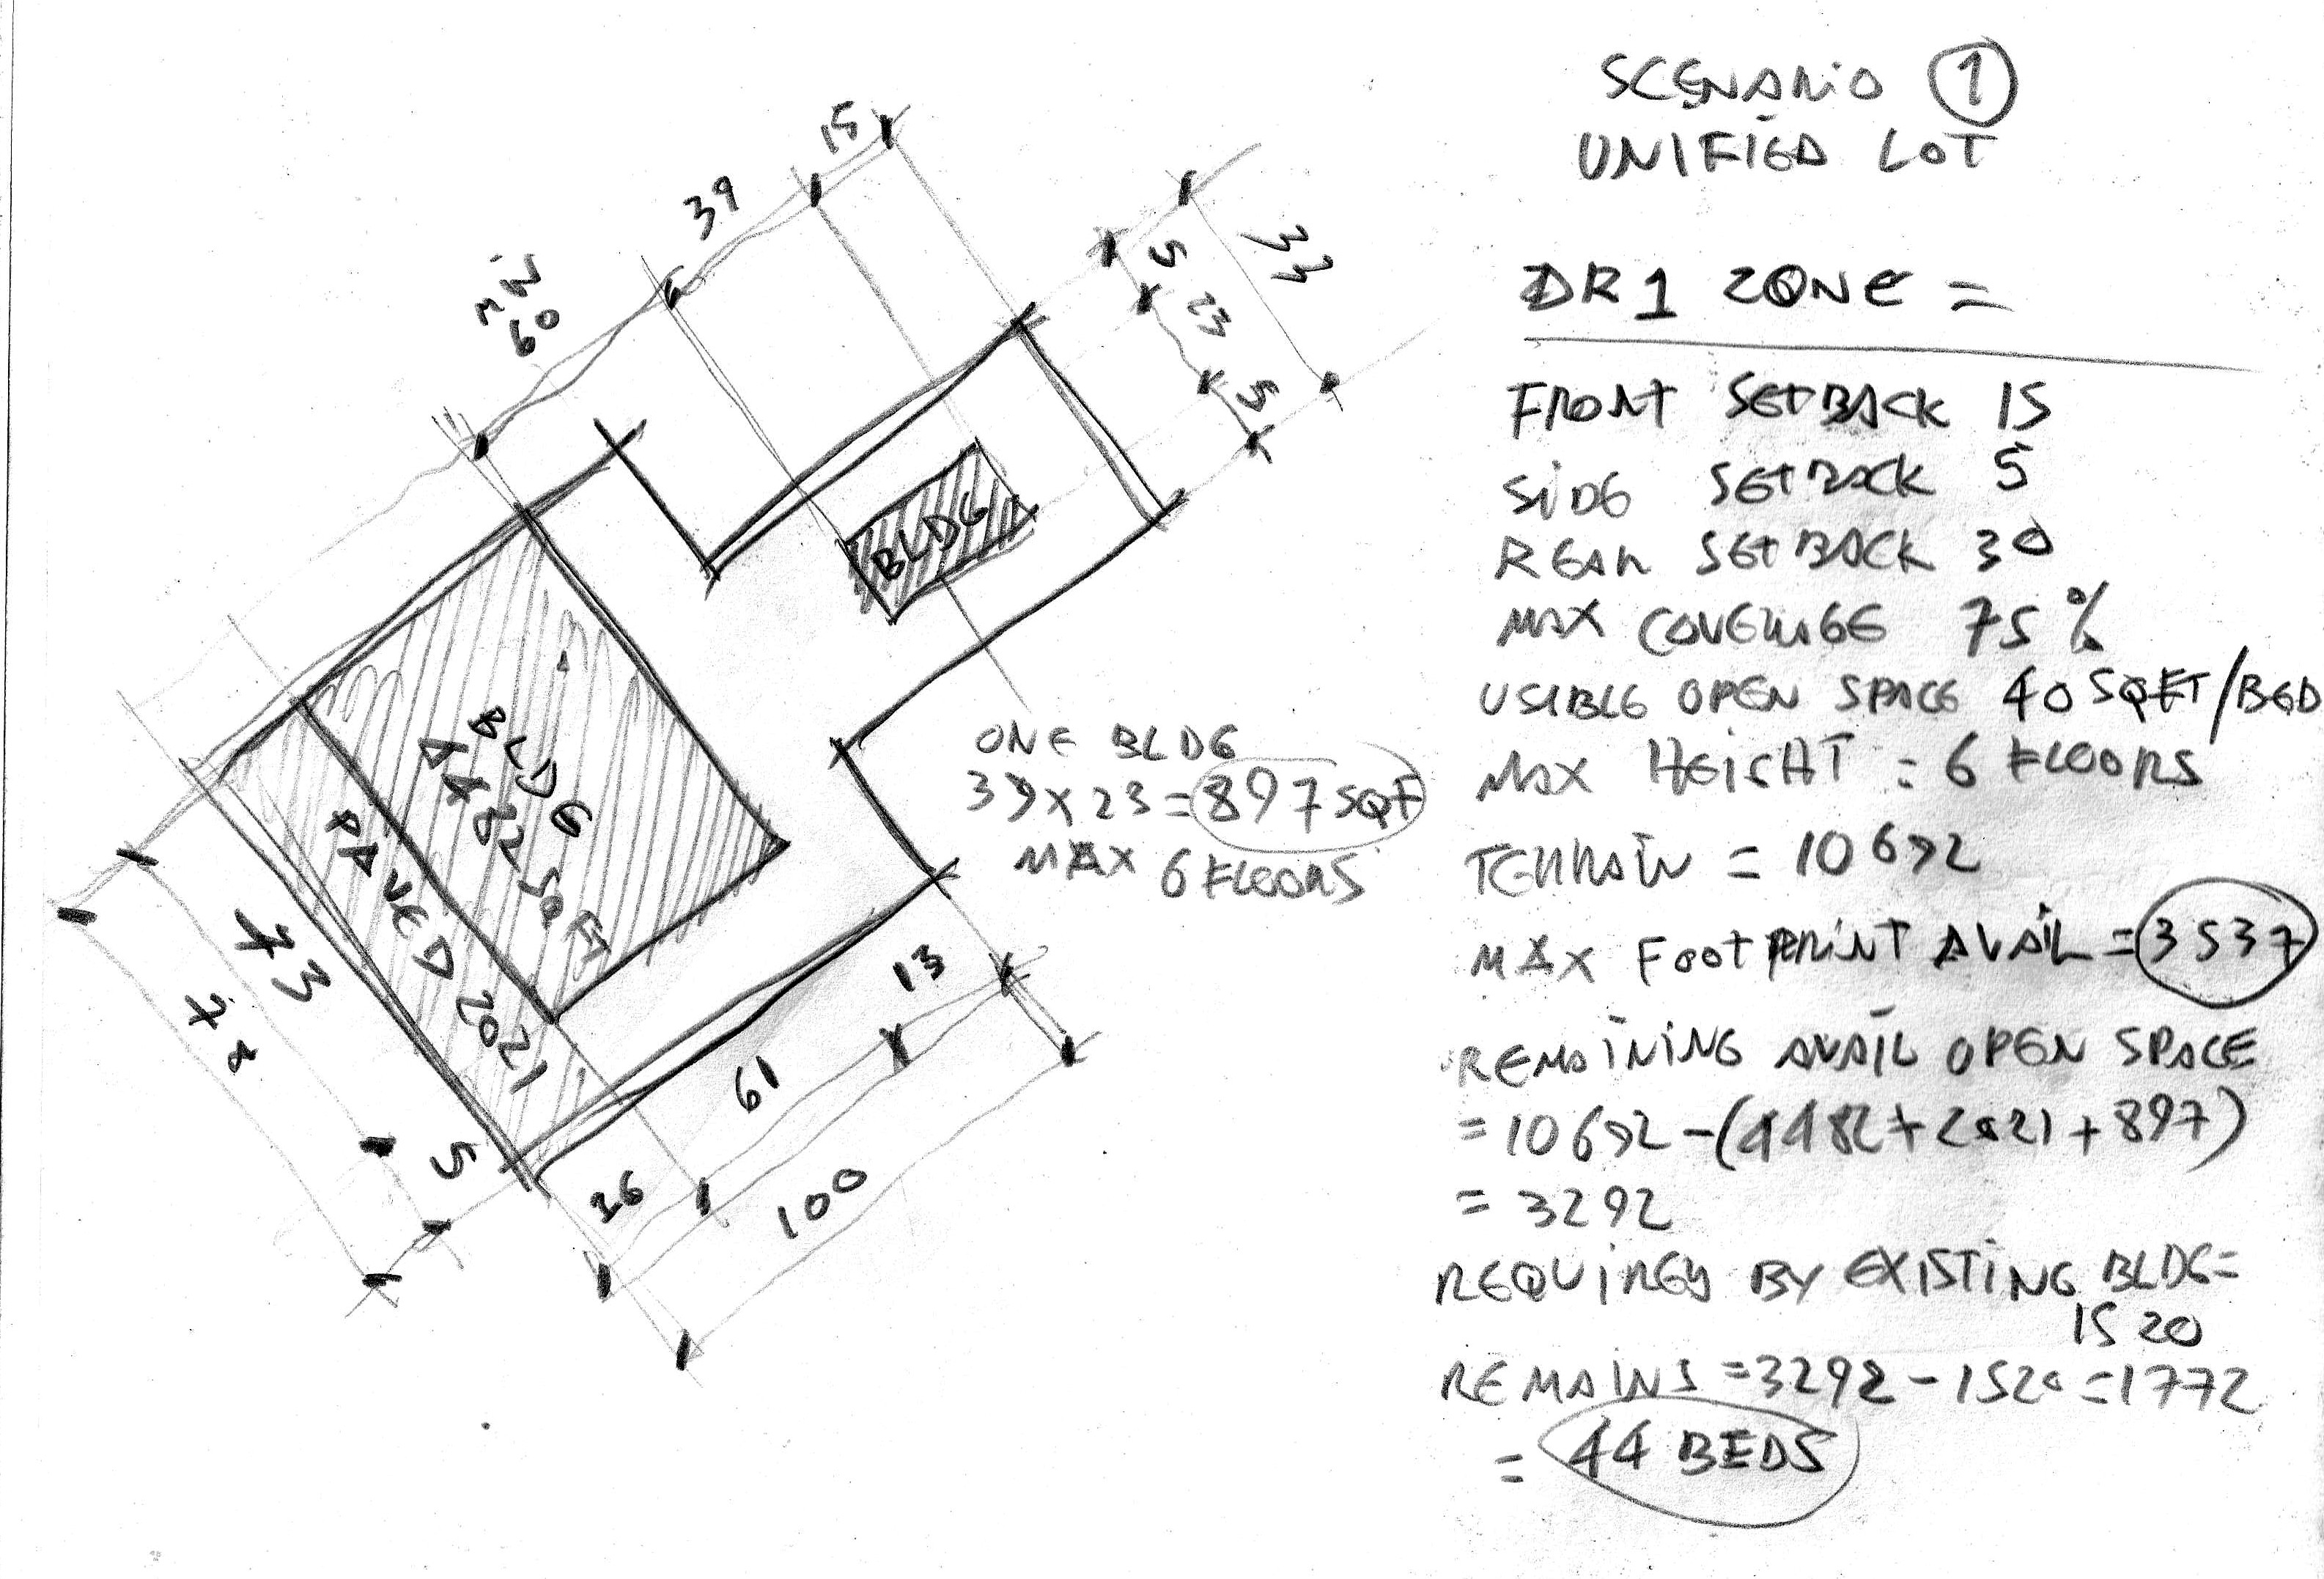 SCENARIO 1
UNIFIED LOT
DR1 ZONE =
FRONT SETBACK 15
SIDE SETBACK 5
REAR SETBACK 30
MAX COVERAGE 75%
USIBLE OPEN SPACE 40 SQFT/BED
MAX HEIGHT = 6 FLOORS
TERRAIN = 10692
MAX FOOTPRINT AVAIL = 3537
REMAINING AVAIL OPEN SPACE
= 10692 - (4482 + 2021 + 897)
= 3292
REQUIRED BY EXISTING BLDG =
1520
REMAINS = 3292 - 1520 = 1772
= 44 BEDS
15
39
MIN
60
5
23
5
33
BLDG
ONE BLDG
39 x 23 = 897 SQF
MAX 6 FLOORS
BLDG
4482 SQFT
PAVED 2021
73
78
5
26
61
13
100